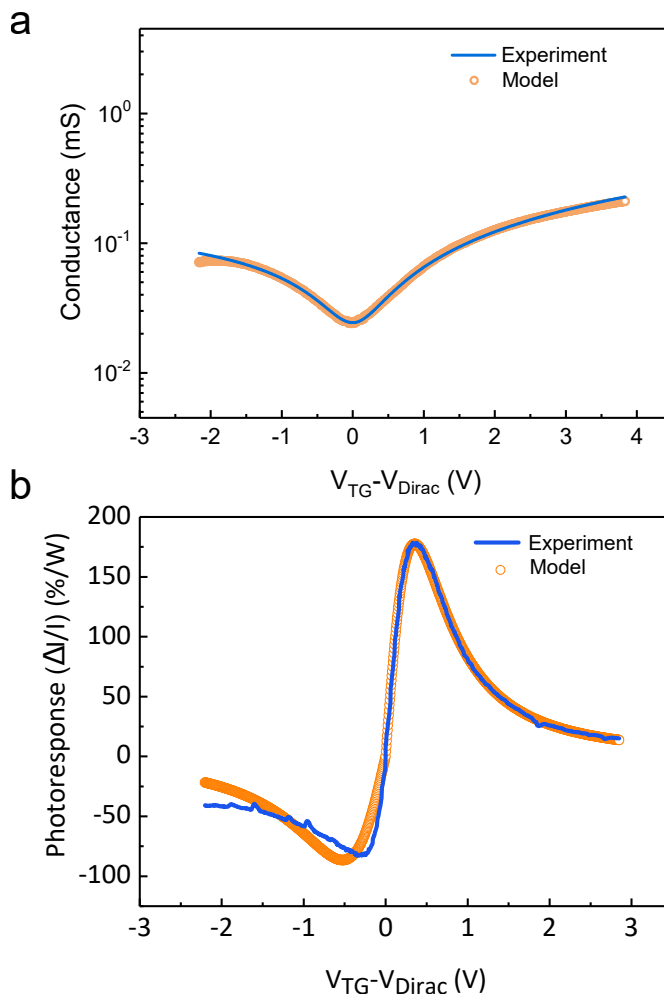 a
Experiment
Model
Conductance (mS)
10⁰
10⁻¹
10⁻²
-3 -2 -1 0 1 2 3 4
V_TG-V_Dirac (V)
b
Experiment
Model
Photoresponse (ΔI/I) (%/W)
200
150
100
50
0
-50
-100
-3 -2 -1 0 1 2 3
V_TG-V_Dirac (V)